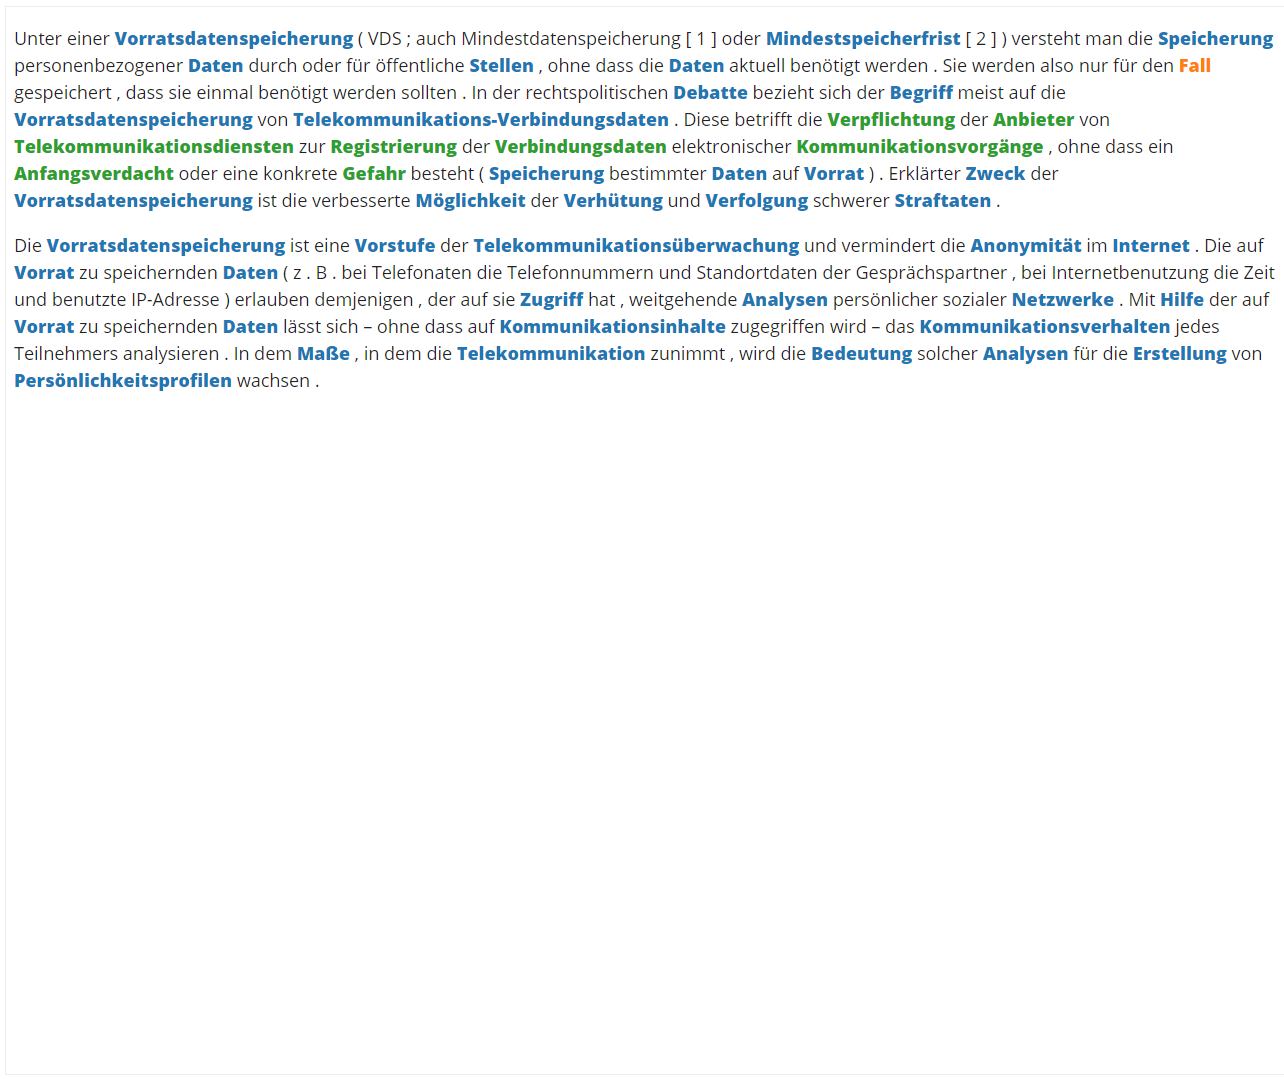 Unter einer Vorratsdatenspeicherung ( VDS ; auch Mindestdatenspeicherung [ 1 ] oder Mindestspeicherfrist [ 2 ] ) versteht man die Speicherung
personenbezogener Daten durch oder für öffentliche Stellen , ohne dass die Daten aktuell benötigt werden . Sie werden also nur für den Fall
gespeichert , dass sie einmal benötigt werden sollten . In der rechtspolitischen Debatte bezieht sich der Begriff meist auf die
Vorratsdatenspeicherung von Telekommunikations-Verbindungsdaten . Diese betrifft die Verpflichtung der Anbieter von
Telekommunikationsdiensten zur Registrierung der Verbindungsdaten elektronischer Kommunikationsvorgänge , ohne dass ein
Anfangsverdacht oder eine konkrete Gefahr besteht ( Speicherung bestimmter Daten auf Vorrat ) . Erklärter Zweck der
Vorratsdatenspeicherung ist die verbesserte Möglichkeit der Verhütung und Verfolgung schwerer Straftaten .
Die Vorratsdatenspeicherung ist eine Vorstufe der Telekommunikationsüberwachung und vermindert die Anonymität im Internet . Die auf
Vorrat zu speichernden Daten ( z . B . bei Telefonaten die Telefonnummern und Standortdaten der Gesprächspartner , bei Internetbenutzung die Zeit
und benutzte IP-Adresse ) erlauben demjenigen , der auf sie Zugriff hat , weitgehende Analysen persönlicher sozialer Netzwerke . Mit Hilfe der auf
Vorrat zu speichernden Daten lässt sich – ohne dass auf Kommunikationsinhalte zugegriffen wird – das Kommunikationsverhalten jedes
Teilnehmers analysieren . In dem Maße , in dem die Telekommunikation zunimmt , wird die Bedeutung solcher Analysen für die Erstellung von
Persönlichkeitsprofilen wachsen .